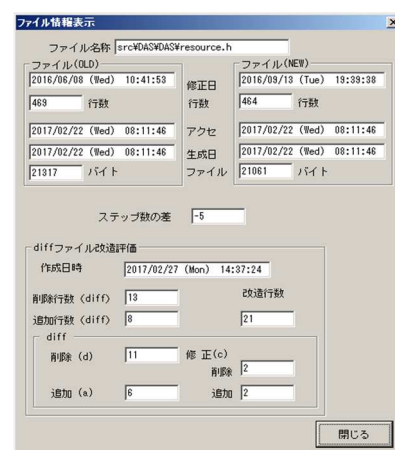 ファイル情報表示
ファイル名称 src¥DAS¥DAS¥resource.h
ファイル(OLD) ファイル(NEW)
2016/06/08 (Wed) 10:41:53 修正日 2016/09/13 (Tue) 19:39:38
469 行数 行数 464 行数
2017/02/22 (Wed) 08:11:46 アクセ 2017/02/22 (Wed) 08:11:46
2017/02/22 (Wed) 08:11:46 生成日 2017/02/22 (Wed) 08:11:46
21317 バイト ファイル 21061 バイト
ステップ数の差 -5
diffファイル改造評価
作成日時 2017/02/27 (Mon) 14:37:24
削除行数 (diff) 13 改造行数
追加行数 (diff) 8 21
diff
削除 (d) 11 修 正(c)
削除 2
追加 (a) 6 追加 2
閉じる